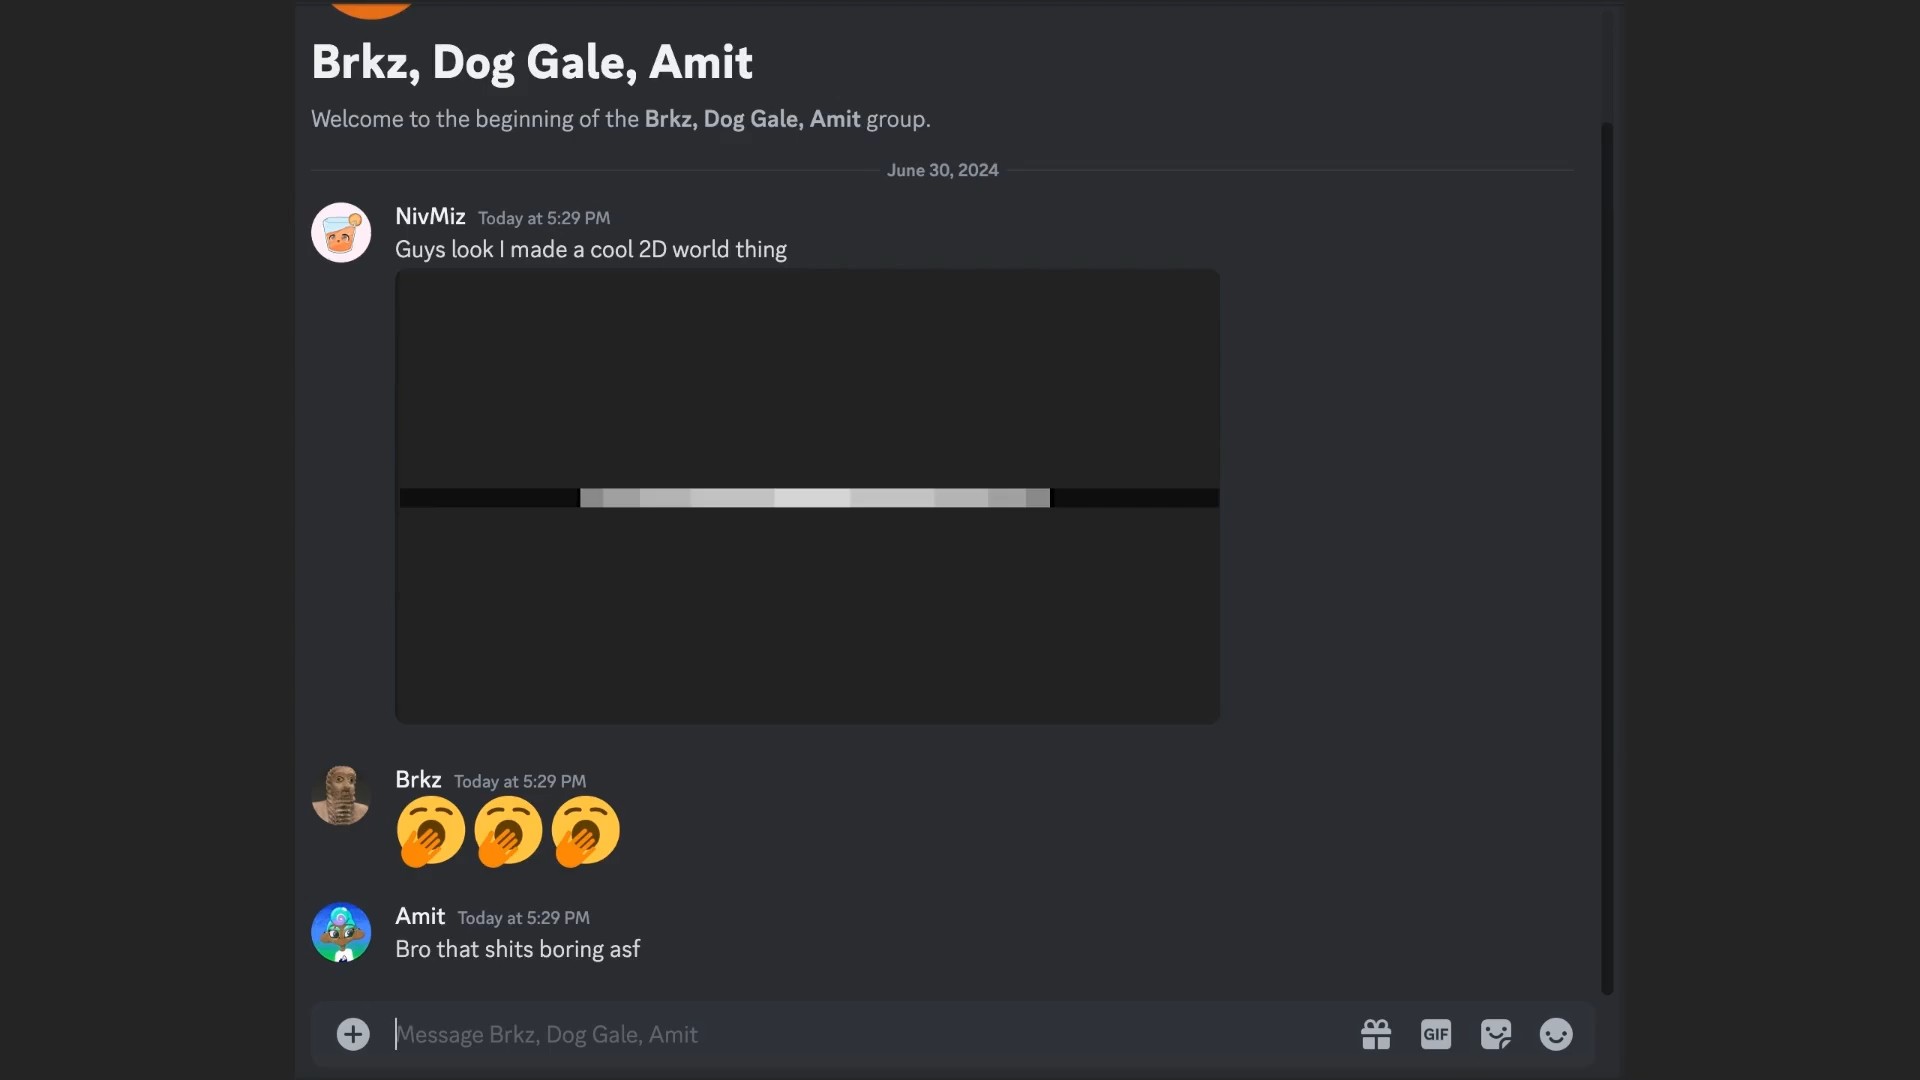 Brkz, Dog Gale, Amit
Welcome to the beginning of the Brkz, Dog Gale, Amit group.
June 30, 2024
NivMiz Today at 5:29 PM
Guys look I made a cool 2D world thing
Brkz Today at 5:29 PM
Amit Today at 5:29 PM
Bro that shits boring asf
Message Brkz, Dog Gale, Amit
GIF